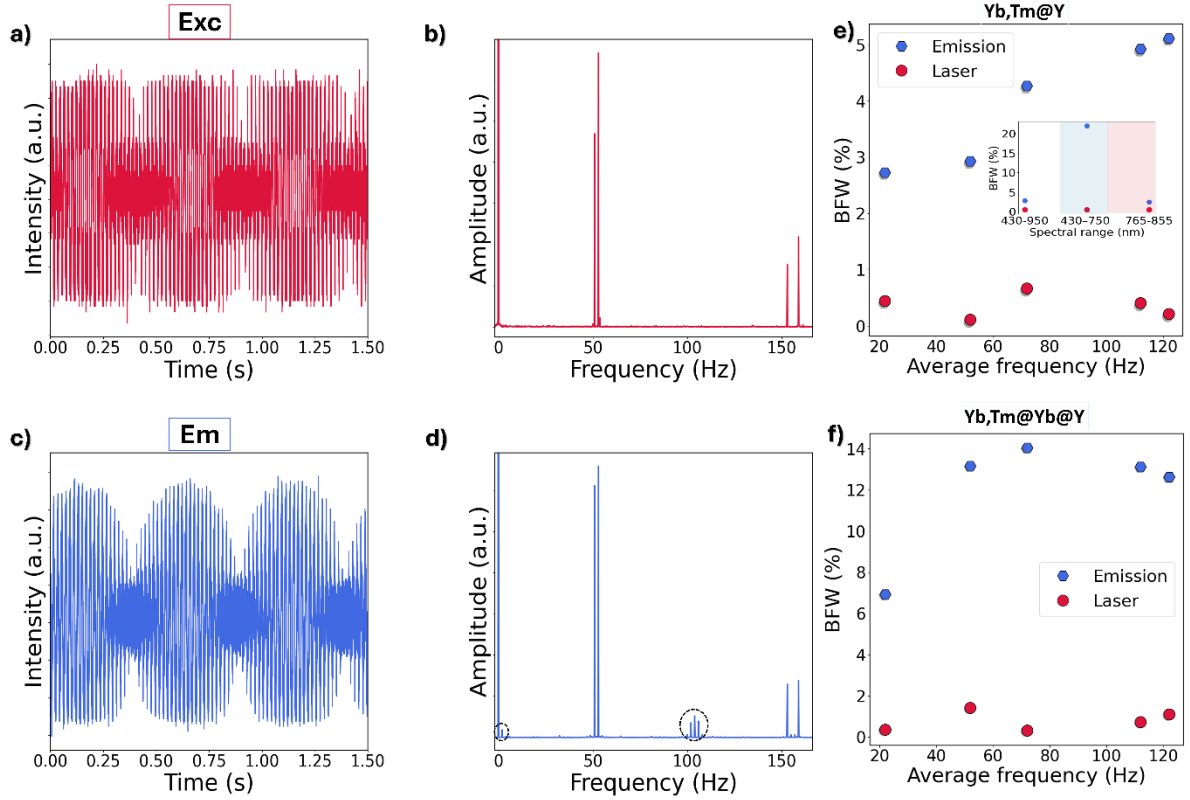 a)
Exc
Intensity (a.u.)
0.00 0.25 0.50 0.75 1.00 1.25 1.50
Time (s)
b)
Amplitude (a.u.)
0 50 100 150
Frequency (Hz)
Yb,Tm@Y
e)
Emission
Laser
BFW (%)
5
4
3
2
1
0
20 40 60 80 100 120
Average frequency (Hz)
BFW (%)
20
15
10
5
0
430-950 430–750 765-855
Spectral range (nm)
c)
Em
Intensity (a.u.)
0.00 0.25 0.50 0.75 1.00 1.25 1.50
Time (s)
d)
Amplitude (a.u.)
0 50 100 150
Frequency (Hz)
Yb,Tm@Yb@Y
f)
BFW (%)
14
12
10
8
6
4
2
0
Emission
Laser
20 40 60 80 100 120
Average frequency (Hz)